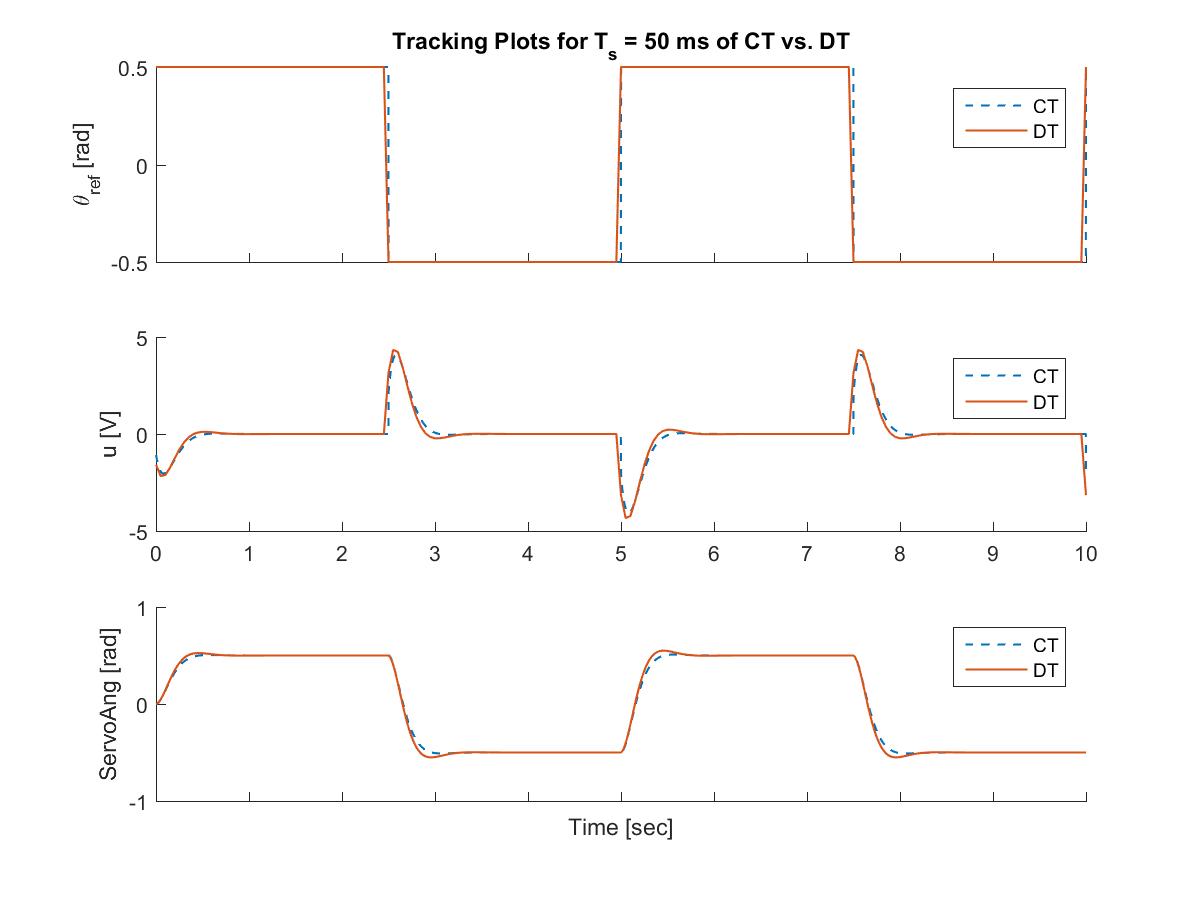 Tracking Plots for Ts = 50 ms of CT vs. DT
0.5
0
-0.5
θref [rad]
CT
DT
5
0
-5
u [V]
CT
DT
0 1 2 3 4 5 6 7 8 9 10
1
0
-1
ServoAng [rad]
CT
DT
Time [sec]